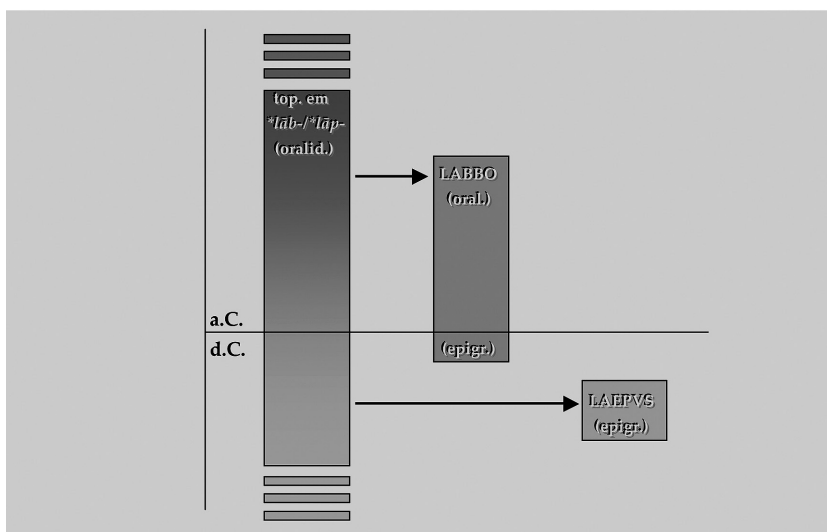 top. em
*lāb-/*lāp-
(oralid.)
LABBO
(oral.)
a.C.
d.C.
(epigr.)
LAEPVS
(epigr.)